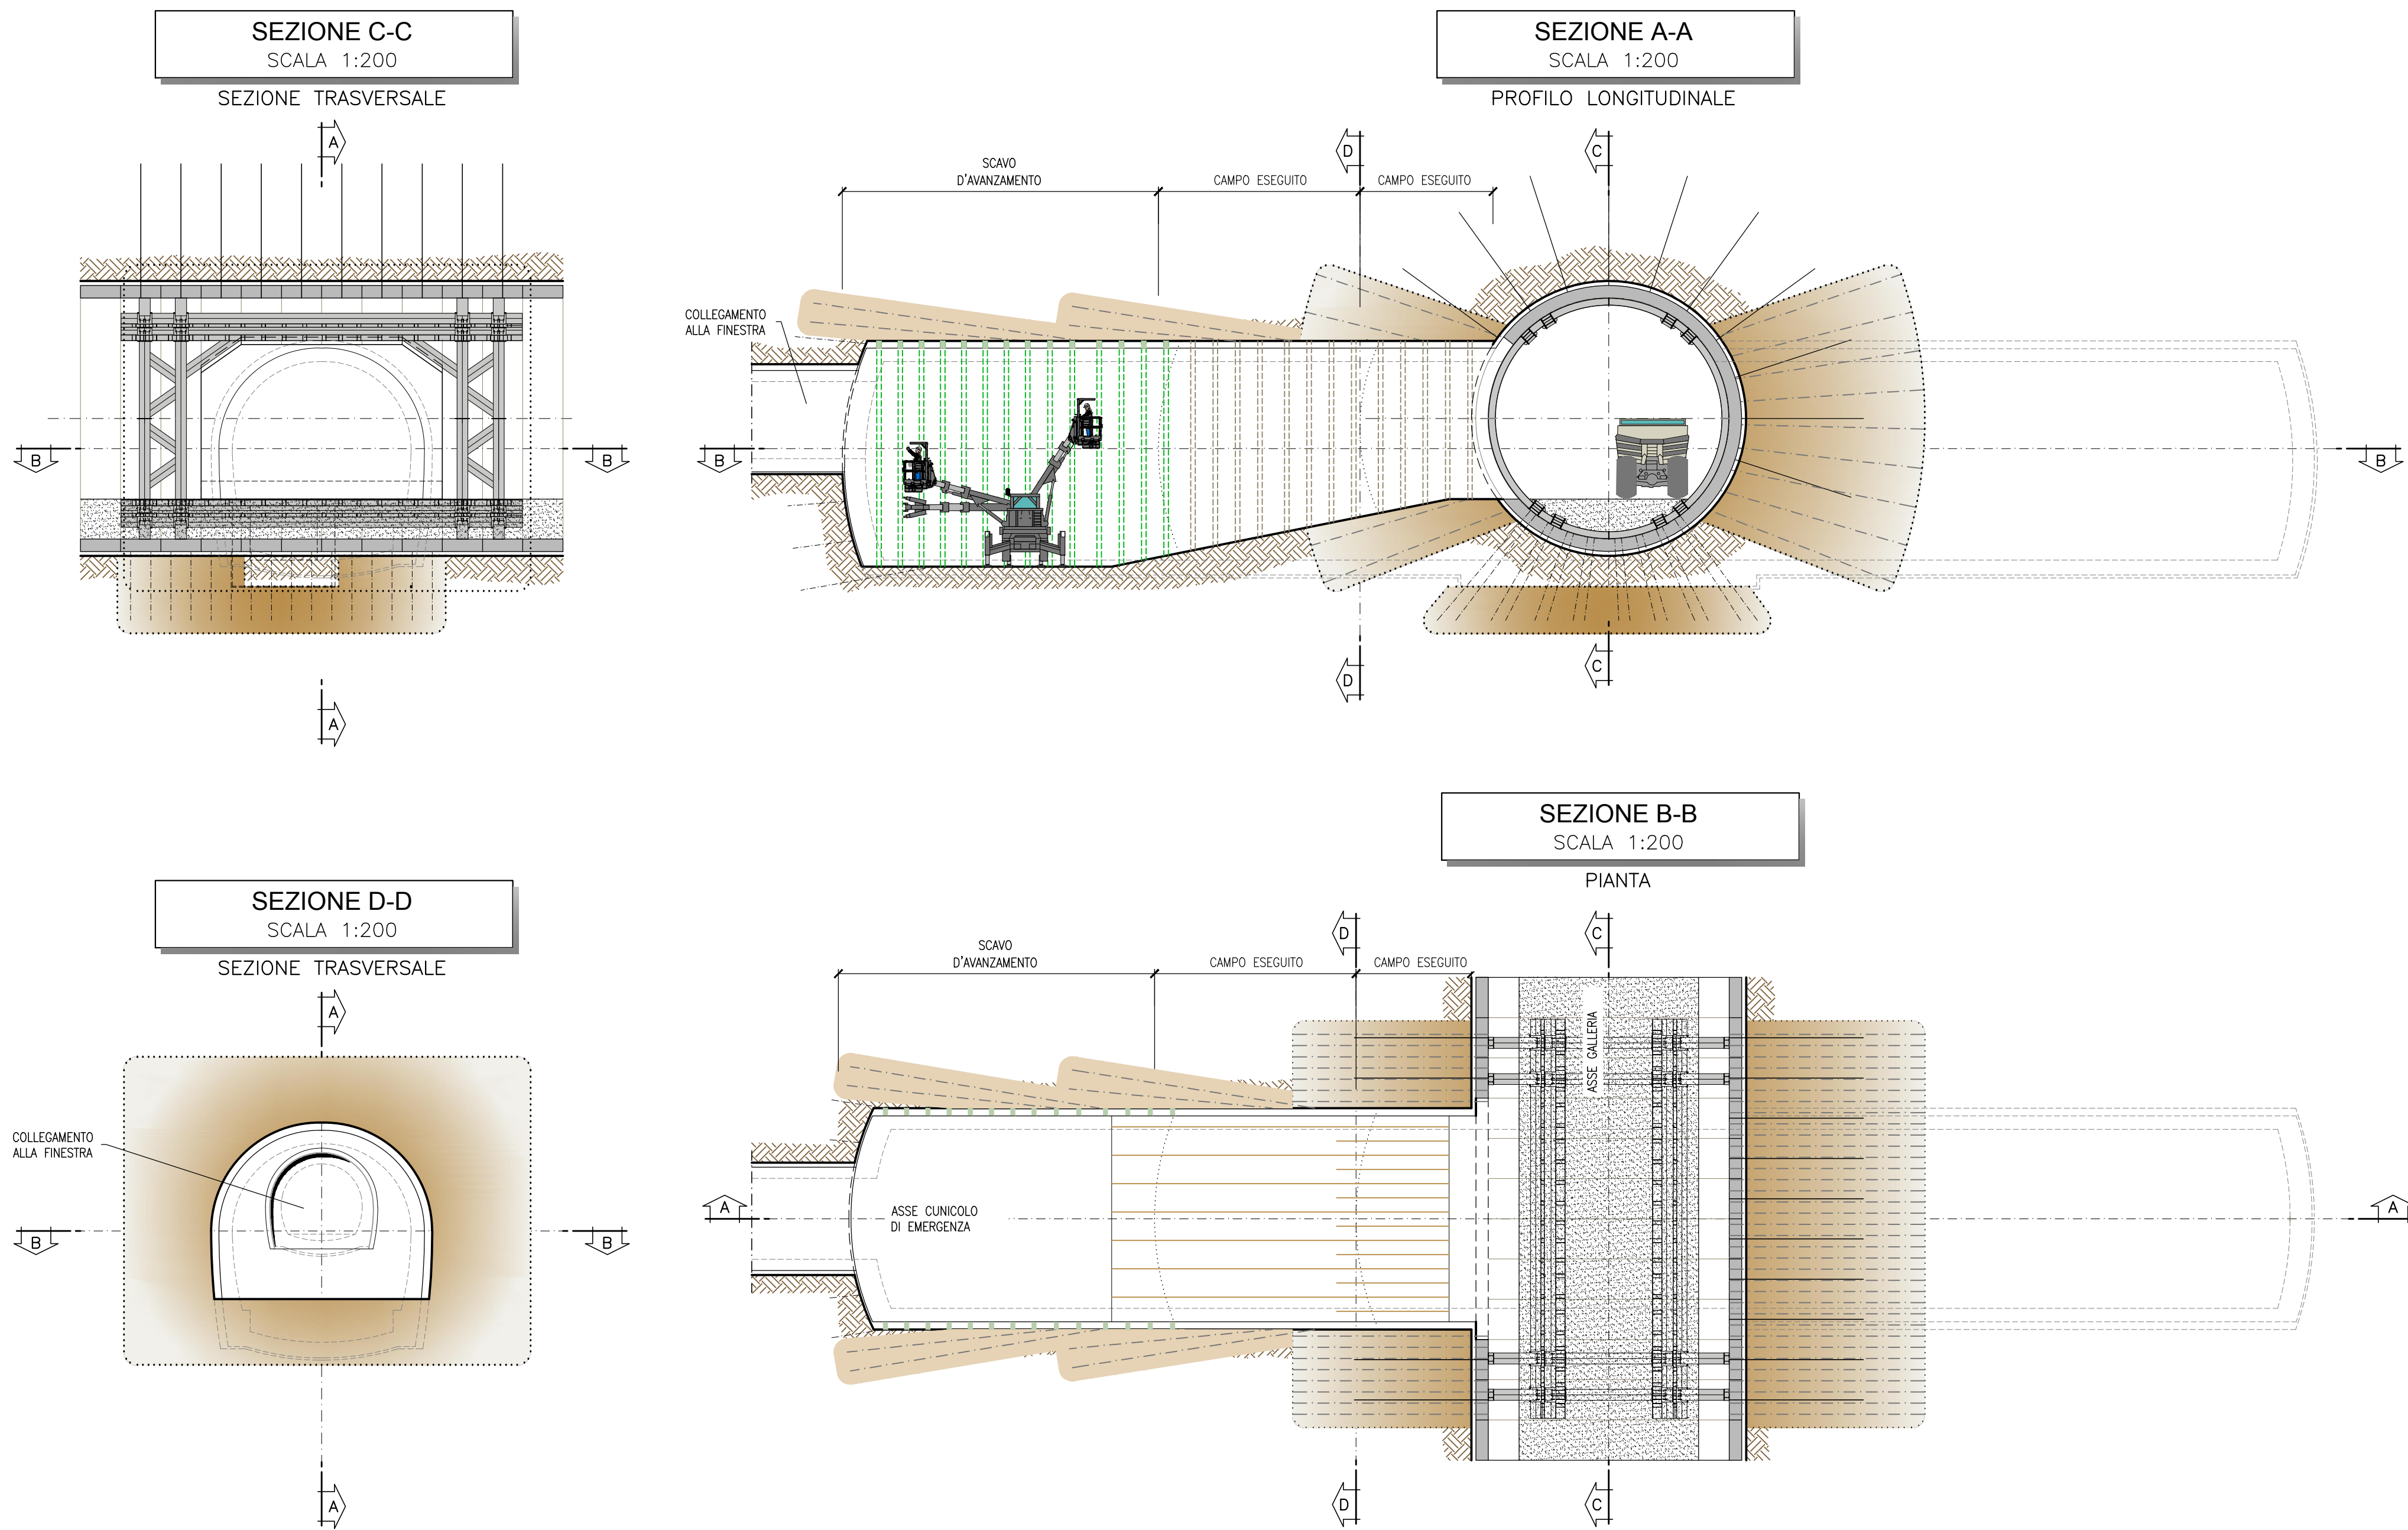 SEZIONE C-C
SCALA 1:200
SEZIONE TRASVERSALE
A
B
B
A
SEZIONE A-A
SCALA 1:200
PROFILO LONGITUDINALE
D
C
SCAVO
D'AVANZAMENTO
CAMPO ESEGUITO
CAMPO ESEGUITO
COLLEGAMENTO
ALLA FINESTRA
B
B
C
D
SEZIONE D-D
SCALA 1:200
SEZIONE TRASVERSALE
A
COLLEGAMENTO
ALLA FINESTRA
B
B
A
SEZIONE B-B
SCALA 1:200
PIANTA
D
C
SCAVO
D'AVANZAMENTO
CAMPO ESEGUITO
CAMPO ESEGUITO
ASSE GALLERIA
A
A
ASSE CUNICOLO
DI EMERGENZA
D
C